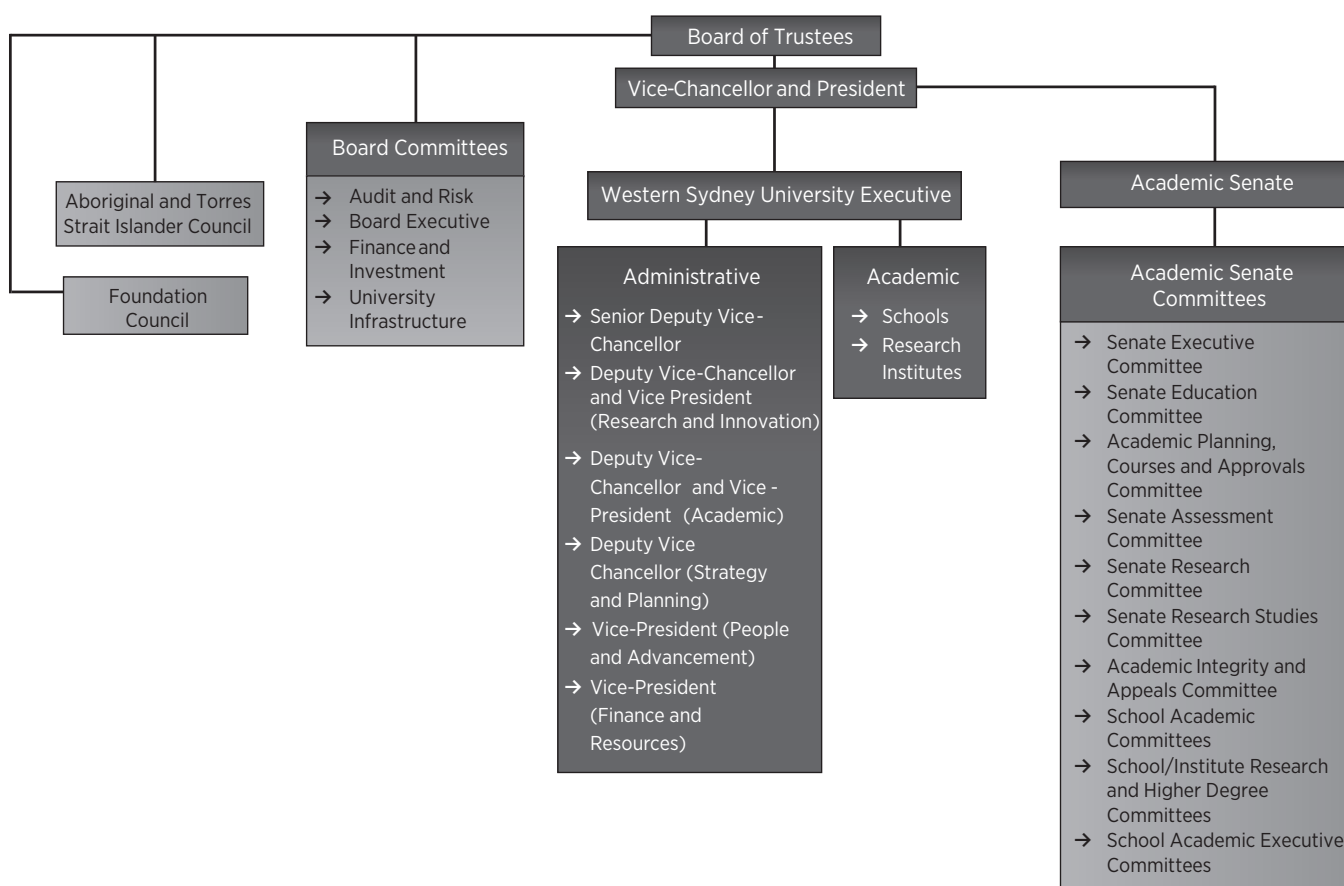 Board of Trustees
Vice-Chancellor and President
Aboriginal and Torres
Strait Islander Council
Foundation
Council
Board Committees
→ Audit and Risk
→ Board Executive
→ Finance and
Investment
→ University
Infrastructure
Western Sydney University Executive
Administrative
→ Senior Deputy Vice-
Chancellor
→ Deputy Vice-Chancellor
and Vice President
(Research and Innovation)
→ Deputy Vice-
Chancellor and Vice -
President (Academic)
→ Deputy Vice
Chancellor (Strategy
and Planning)
→ Vice-President (People
and Advancement)
→ Vice-President
(Finance and
Resources)
Academic
→ Schools
→ Research
Institutes
Academic Senate
Academic Senate
Committees
→ Senate Executive
Committee
→ Senate Education
Committee
→ Academic Planning,
Courses and Approvals
Committee
→ Senate Assessment
Committee
→ Senate Research
Committee
→ Senate Research Studies
Committee
→ Academic Integrity and
Appeals Committee
→ School Academic
Committees
→ School/Institute Research
and Higher Degree
Committees
→ School Academic Executive
Committees